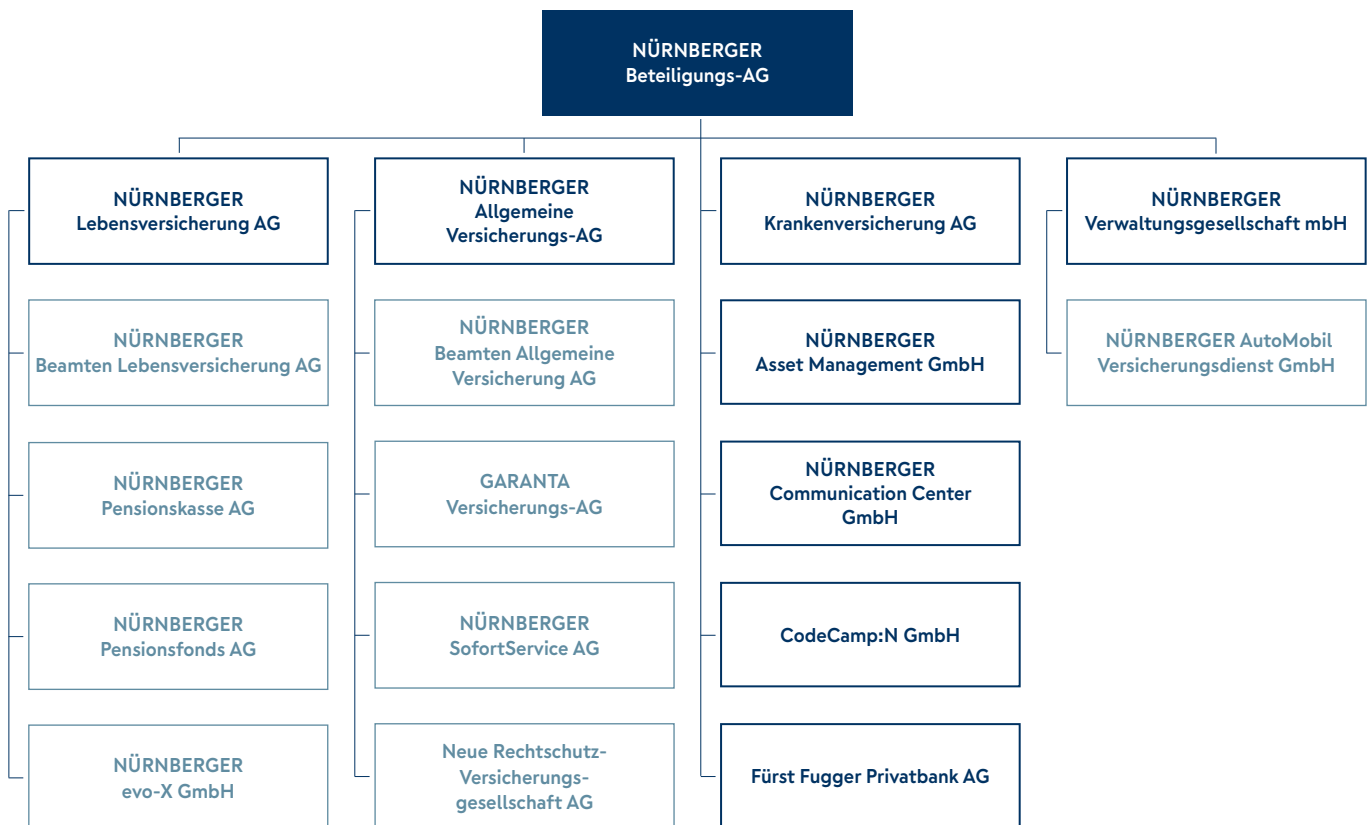 NÜRNBERGER
Beteiligungs-AG
NÜRNBERGER
Lebensversicherung AG
NÜRNBERGER
Allgemeine
Versicherungs-AG
NÜRNBERGER
Krankenversicherung AG
NÜRNBERGER
Verwaltungsgesellschaft mbH
NÜRNBERGER
Beamten Lebensversicherung AG
NÜRNBERGER
Beamten Allgemeine
Versicherung AG
NÜRNBERGER
Asset Management GmbH
NÜRNBERGER AutoMobil
Versicherungsdienst GmbH
NÜRNBERGER
Pensionskasse AG
GARANTA
Versicherungs-AG
NÜRNBERGER
Communication Center
GmbH
NÜRNBERGER
Pensionsfonds AG
NÜRNBERGER
SofortService AG
CodeCamp:N GmbH
NÜRNBERGER
evo-X GmbH
Neue Rechtschutz-
Versicherungs-
gesellschaft AG
Fürst Fugger Privatbank AG